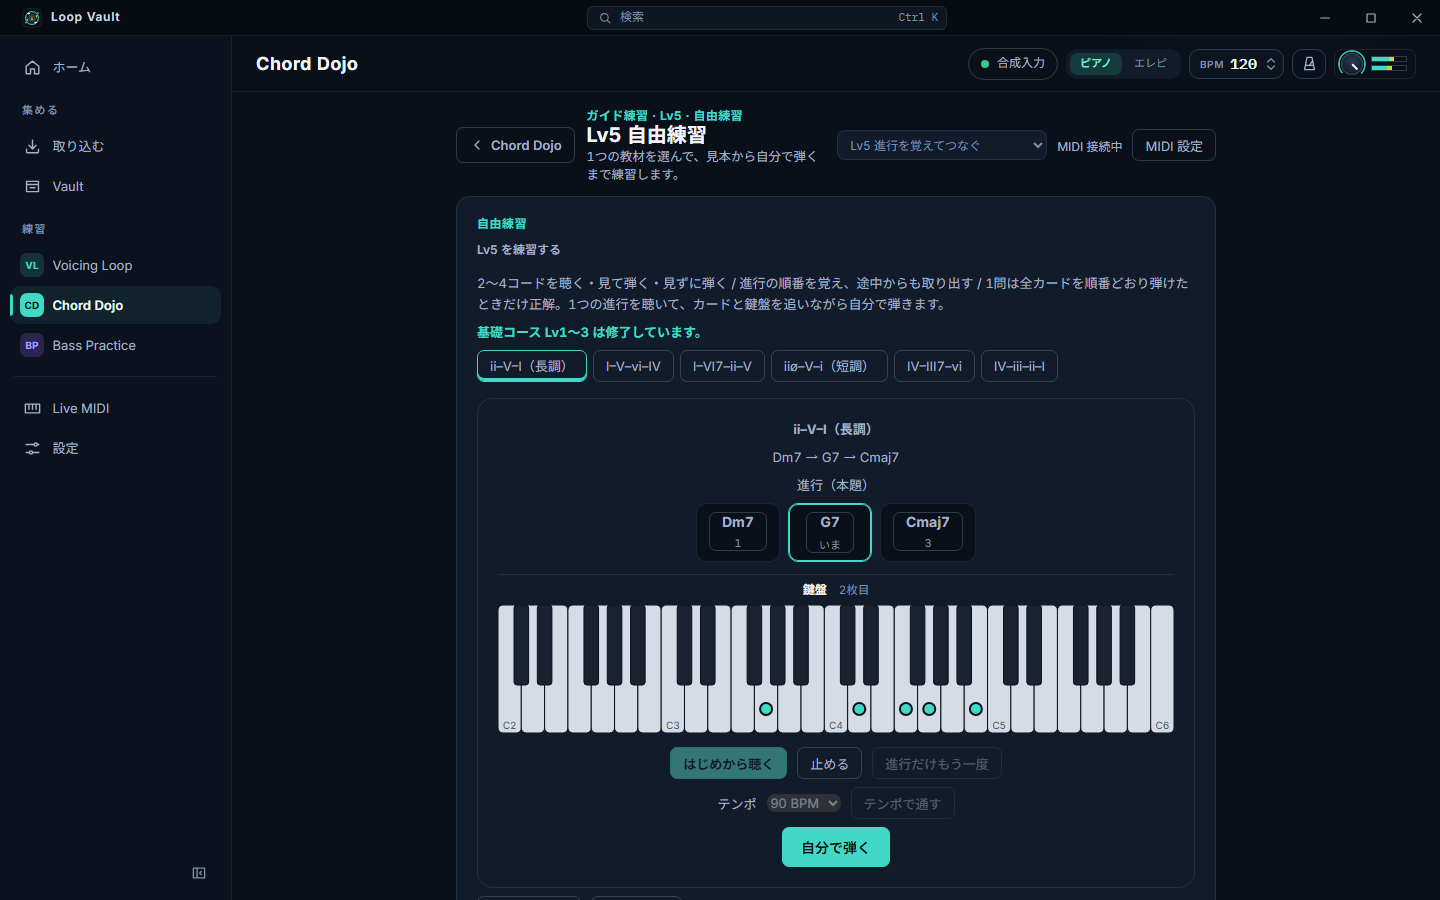 Loop Vault
検索
Ctrl K
ホーム
集める
取り込む
Vault
練習
VL Voicing Loop
CD Chord Dojo
BP Bass Practice
Live MIDI
設定
Chord Dojo
合成入力
ピアノ エレピ
BPM 120
Chord Dojo
ガイド練習 · Lv5 · 自由練習
Lv5 自由練習
1つの教材を選んで、見本から自分で弾く
まで練習します。
Lv5 進行を覚えてつなぐ
MIDI 接続中
MIDI 設定
自由練習
Lv5 を練習する
2〜4コードを聴く・見て弾く・見ずに弾く / 進行の順番を覚え、途中からも取り出す / 1問は全カードを順番どおり弾けた
ときだけ正解。1つの進行を聴いて、カードと鍵盤を追いながら自分で弾きます。
基礎コース Lv1〜3 は修了しています。
ii–V–I（長調）
I–V–vi–IV
I–VI7–ii–V
iiø–V–i（短調）
IV–III7–vi
IV–iii–ii–I
ii–V–I（長調）
Dm7 → G7 → Cmaj7
進行（本題）
Dm7
1
G7
いま
Cmaj7
3
鍵盤 2枚目
C2 C3 C4 C5 C6
はじめから聴く
止める
進行だけもう一度
テンポ
90 BPM
テンポで通す
自分で弾く